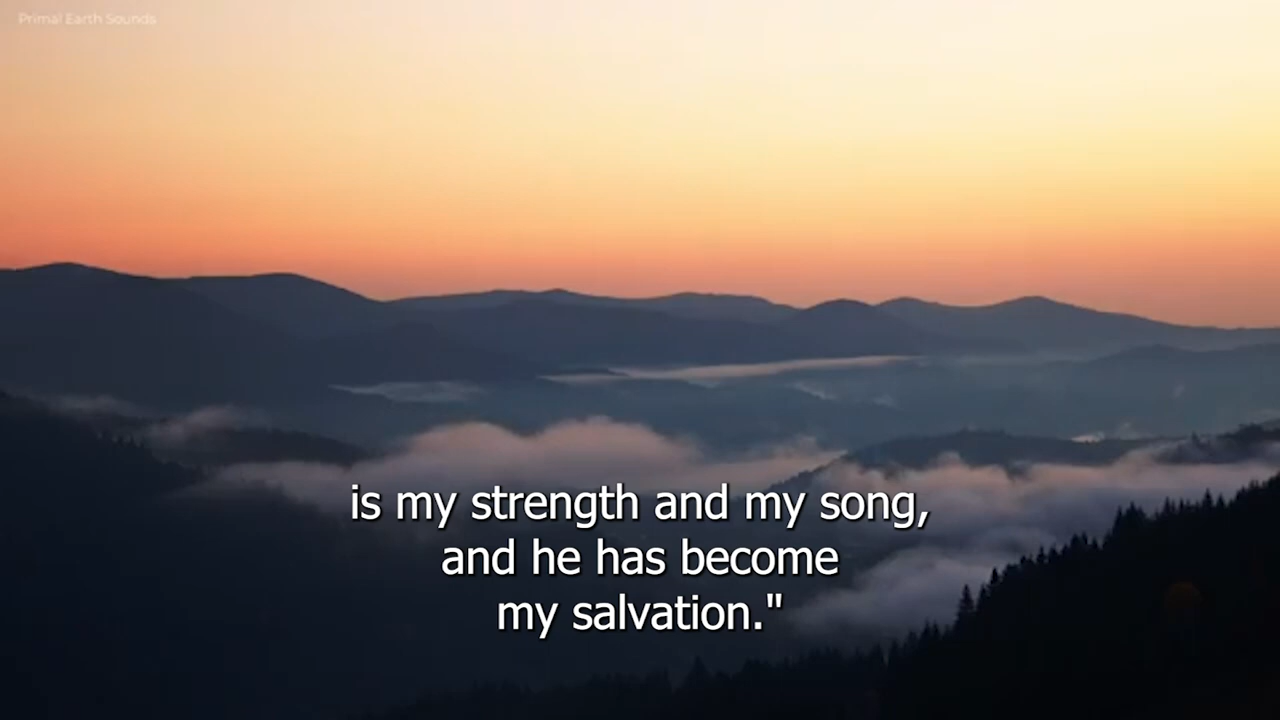 Primal Earth Sounds
is my strength and my song,
and he has become
my salvation."